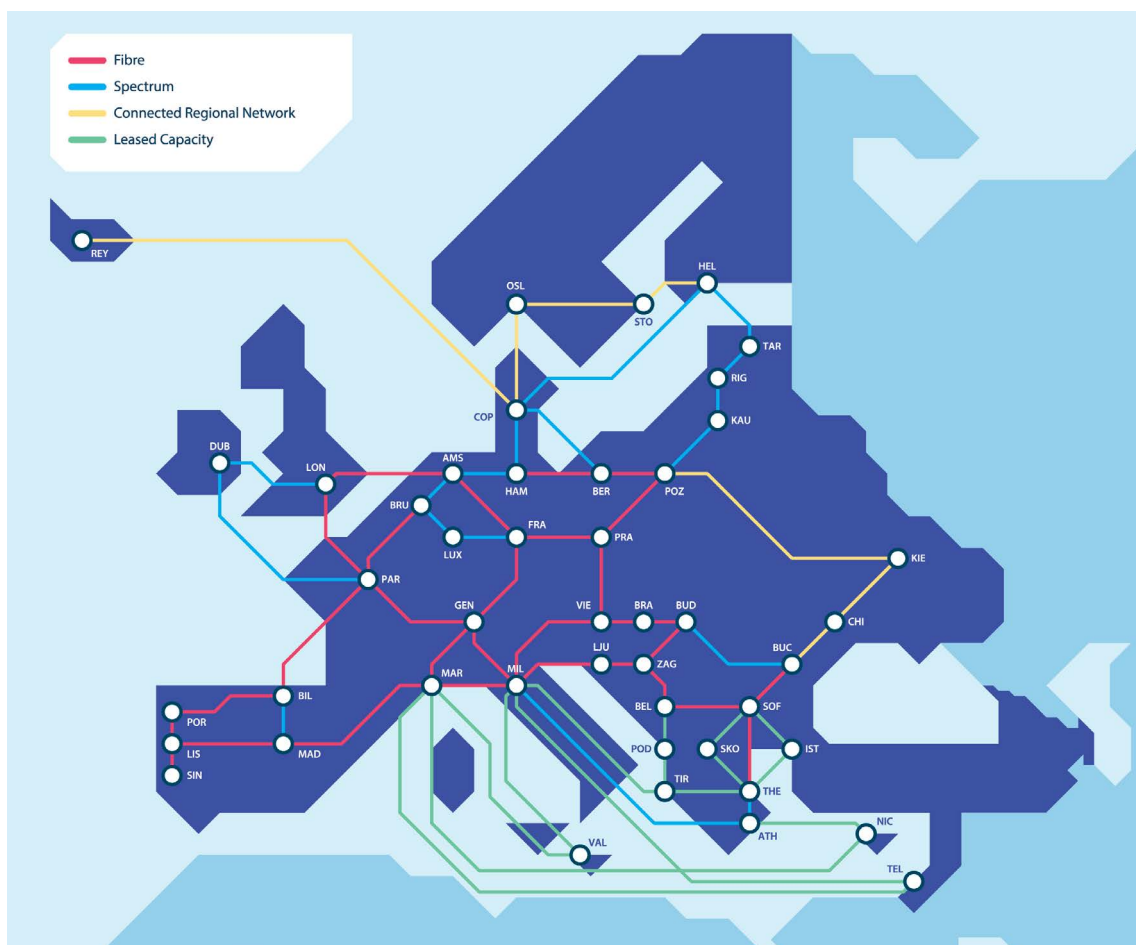 Fibre
Spectrum
Connected Regional Network
Leased Capacity
REY
HEL
OSL
STO
TAR
RIG
COP
KAU
DUB
LON
AMS
HAM
BER
POZ
BRU
FRA
PRA
LUX
KIE
PAR
GEN
VIE
BRA
BUD
CHI
LJU
ZAG
BUC
MAR
MIL
BIL
BEL
SOF
POR
LIS
MAD
POD
SKO
IST
SIN
TIR
THE
NIC
ATH
VAL
TEL